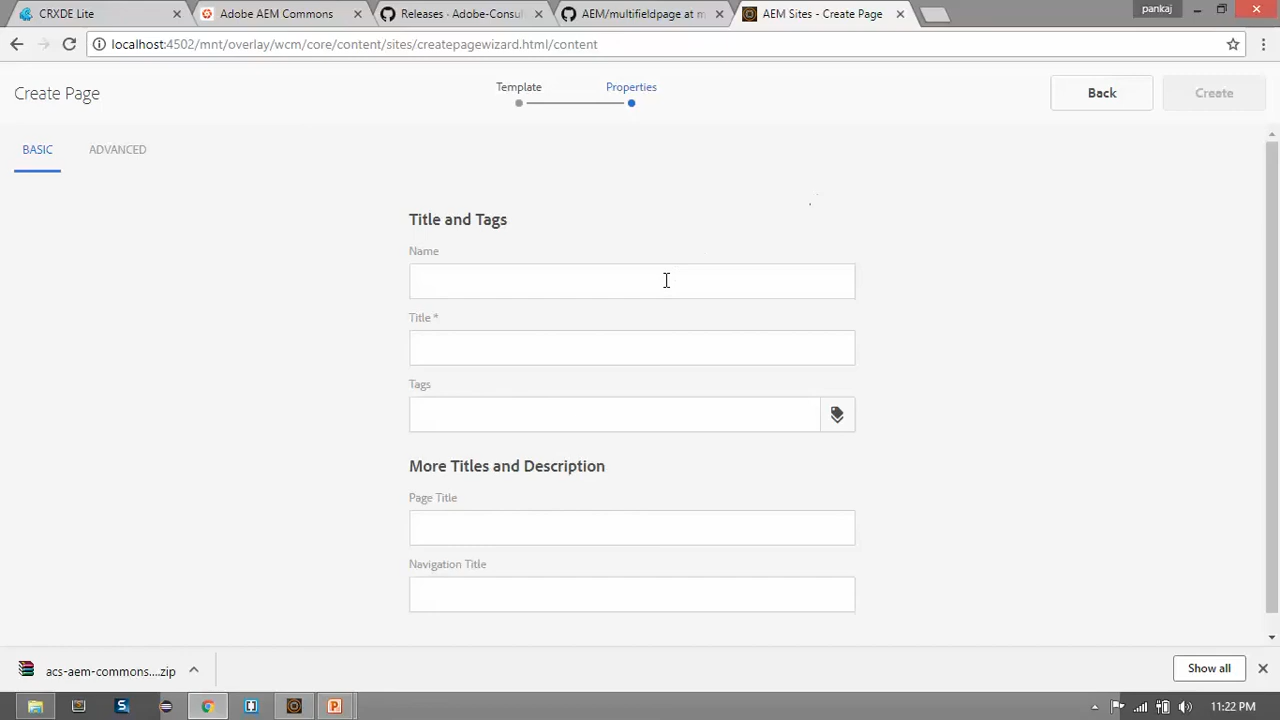 CRXDE Lite
Adobe AEM Commons
Releases · Adobe-Consul
AEM/multifieldpage at m
AEM Sites - Create Page
pankaj
localhost:4502/mnt/overlay/wcm/core/content/sites/createpagewizard.html/content
Create Page
Template
Properties
Back
Create
BASIC
ADVANCED
Title and Tags
Name
Title *
Tags
More Titles and Description
Page Title
Navigation Title
acs-aem-commons....zip
Show all
11:22 PM